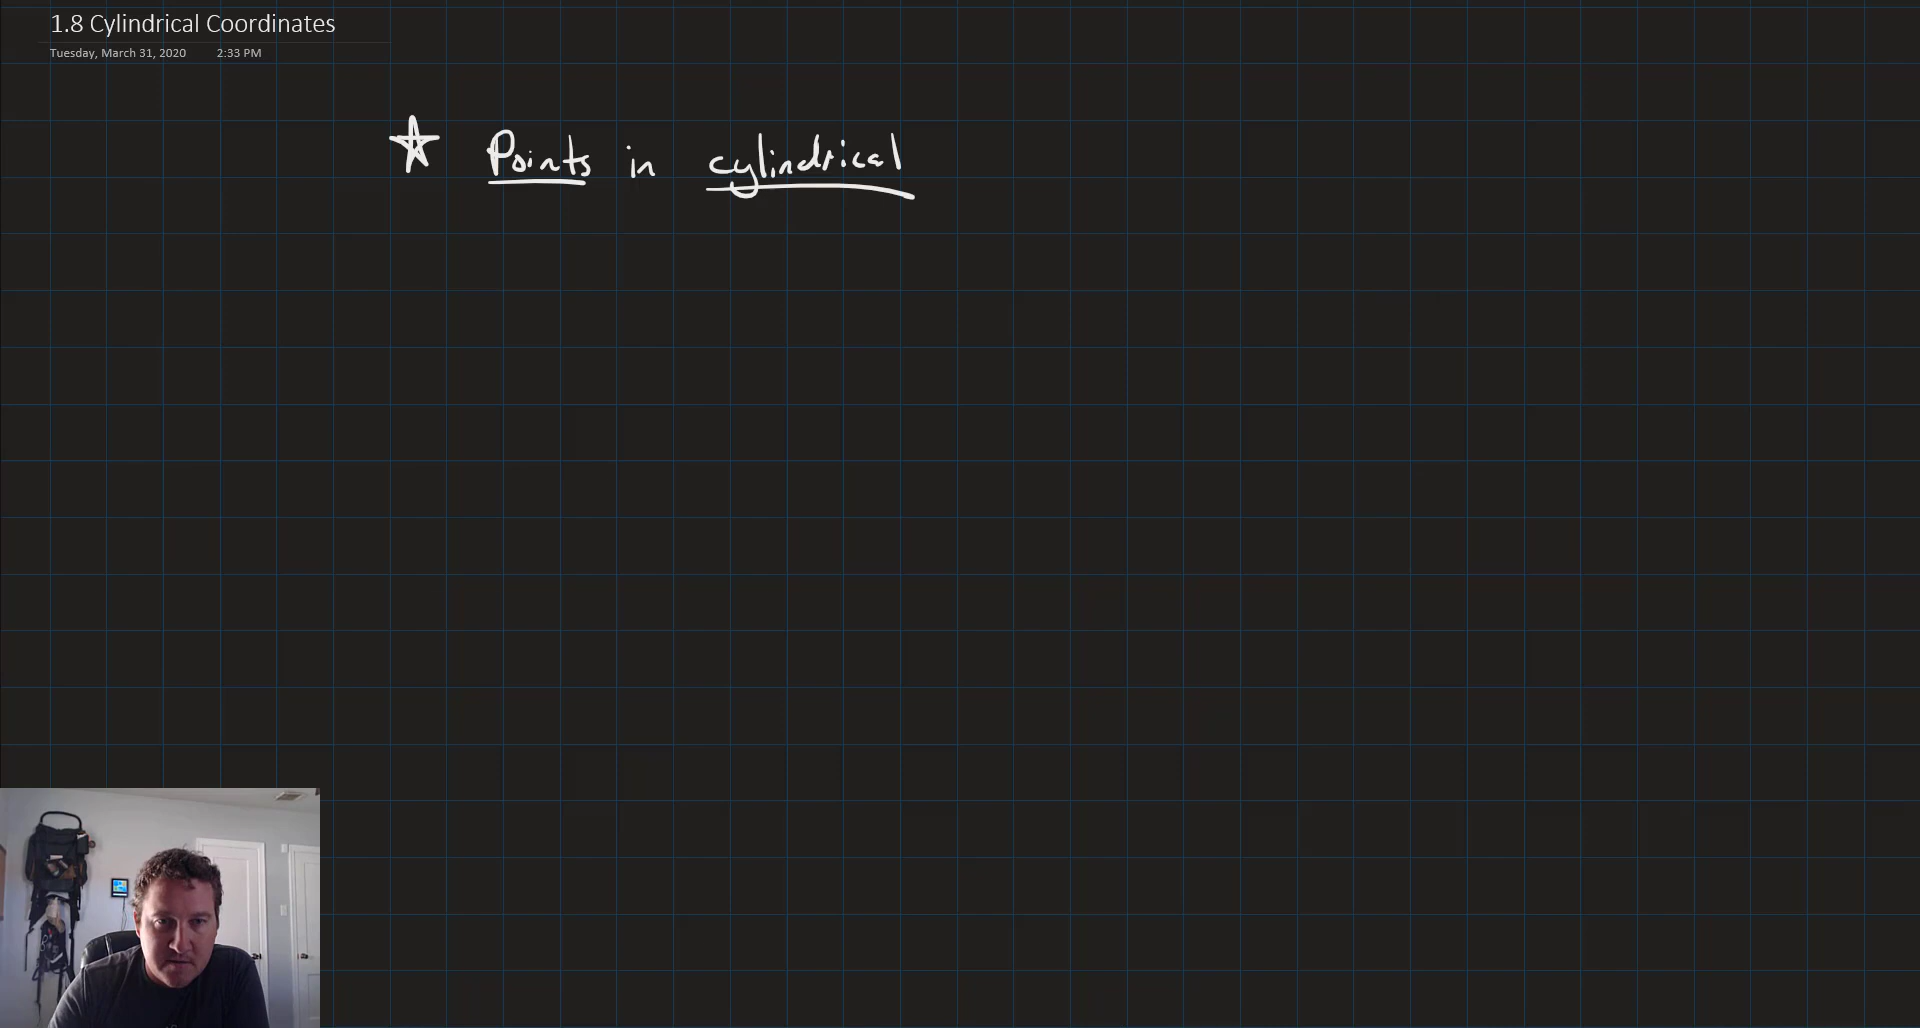 1.8 Cylindrical Coordinates
Tuesday, March 31, 2020 2:33 PM
Points in cylindrical